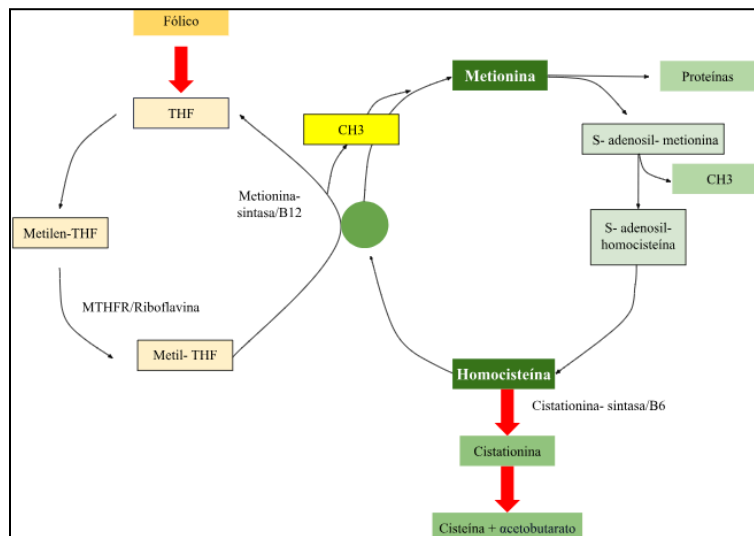 Fólico
THF
Metilen-THF
MTHFR/Riboflavina
Metil- THF
Metionina-
sintasa/B12
CH3
Metionina
Proteínas
S- adenosil- metionina
CH3
S- adenosil-
homocisteína
Homocisteína
Cistationina- sintasa/B6
Cistationina
Cisteína + αcetobutarato